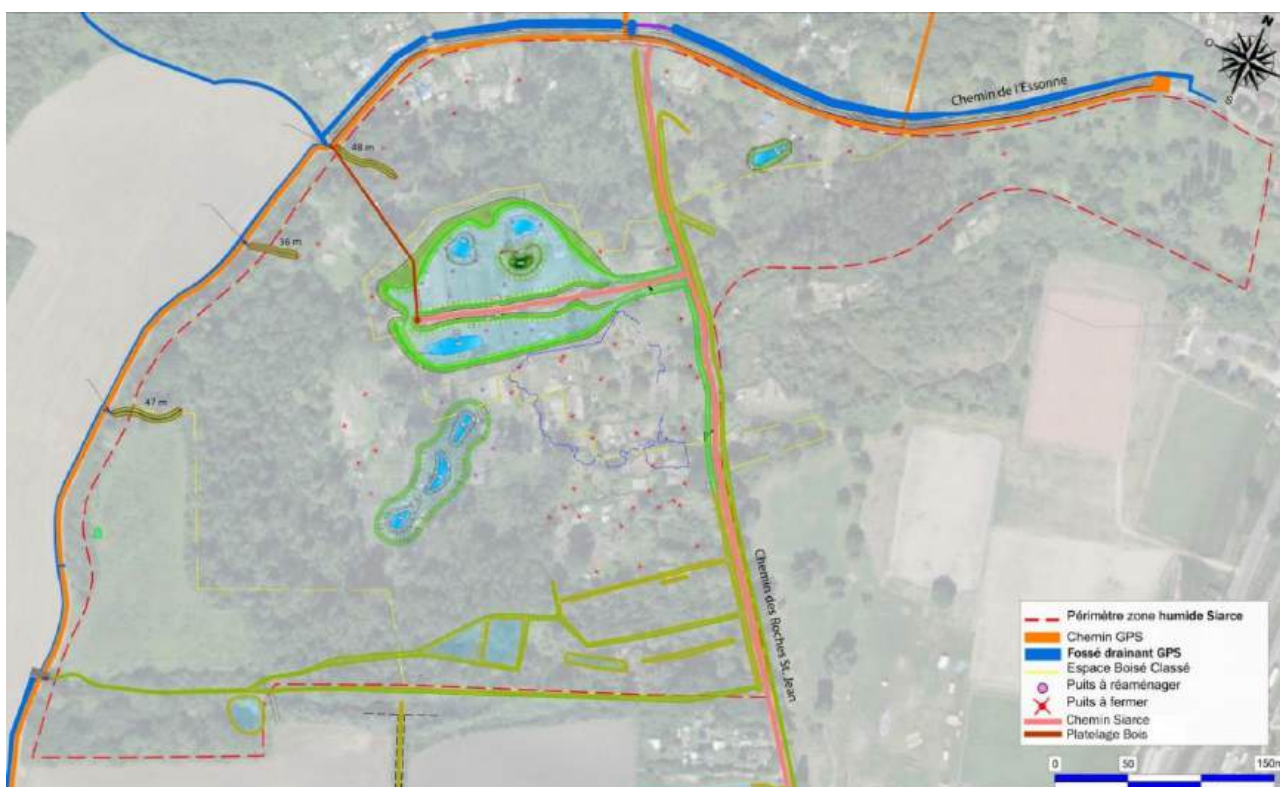 N
O
S
Chemin de l'Essonne
48 m
36 m
47 m
Chemin des Roches St. Jean
Périmètre zone humide Siarce
Chemin GPS
Fossé drainant GPS
Espace Boisé Classé
Puits à réaménager
Puits à fermer
Chemin Siarce
Platelage Bois
0 50 150m